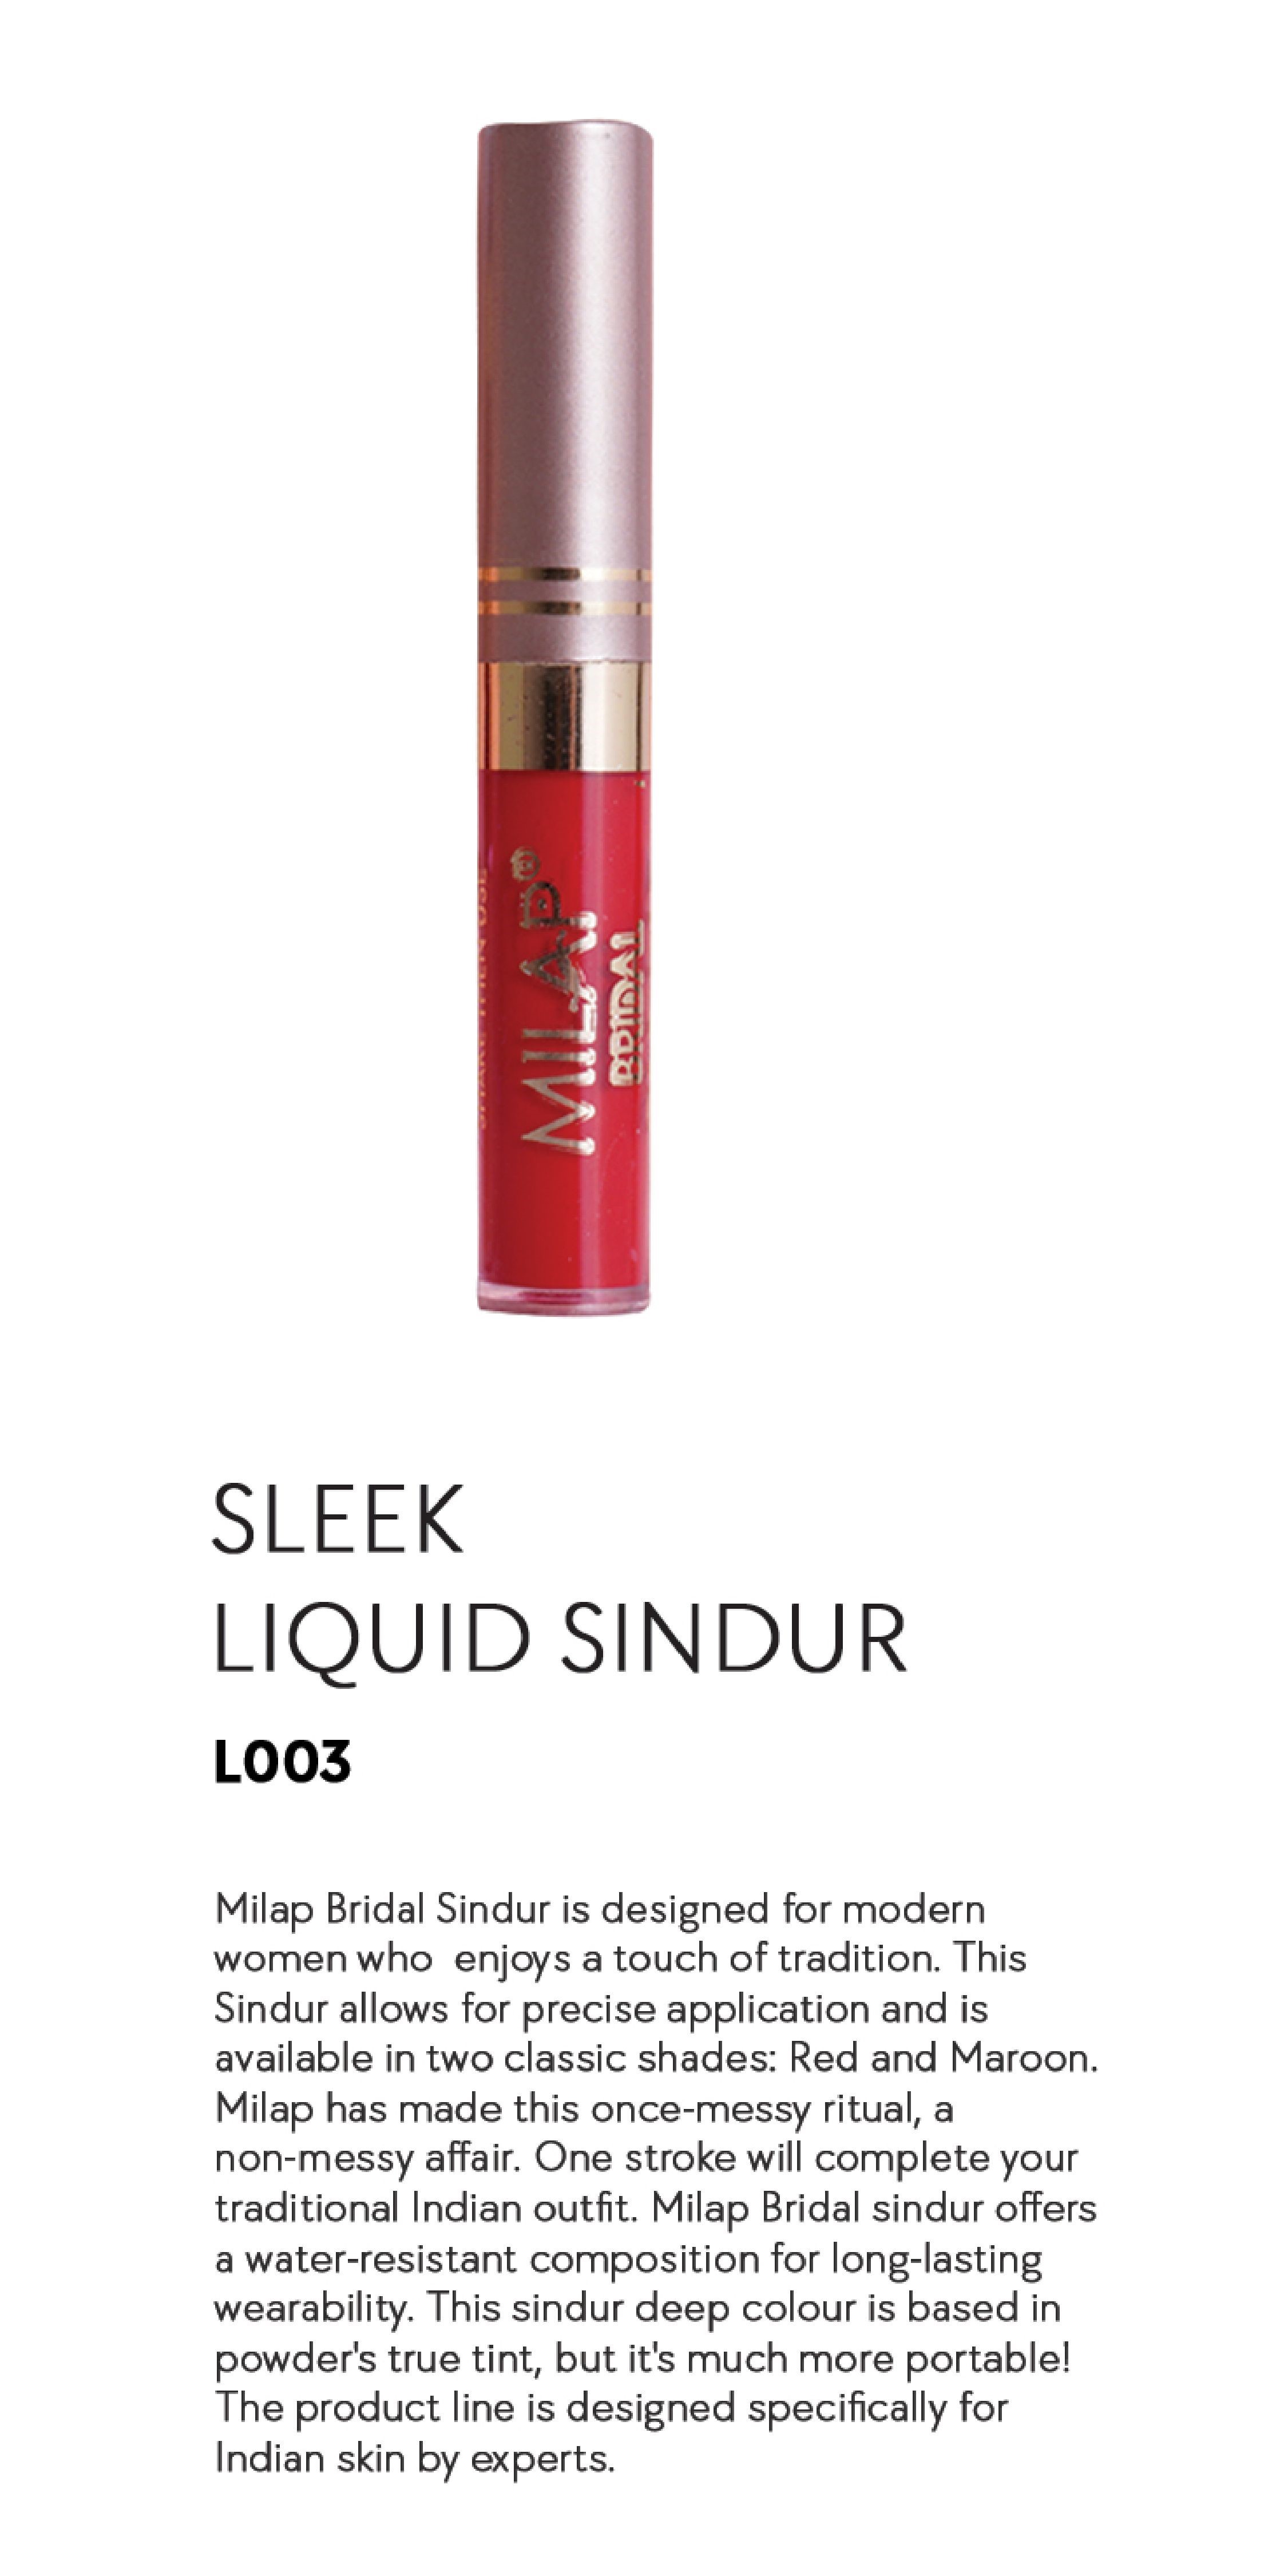 SHAKE THEN USE
MILAP®
BRIDAL
SLEEK
LIQUID SINDUR
L003
Milap Bridal Sindur is designed for modern
women who  enjoys a touch of tradition. This
Sindur allows for precise application and is
available in two classic shades: Red and Maroon.
Milap has made this once-messy ritual, a
non-messy affair. One stroke will complete your
traditional Indian outfit. Milap Bridal sindur offers
a water-resistant composition for long-lasting
wearability. This sindur deep colour is based in
powder's true tint, but it's much more portable!
The product line is designed specifically for
Indian skin by experts.